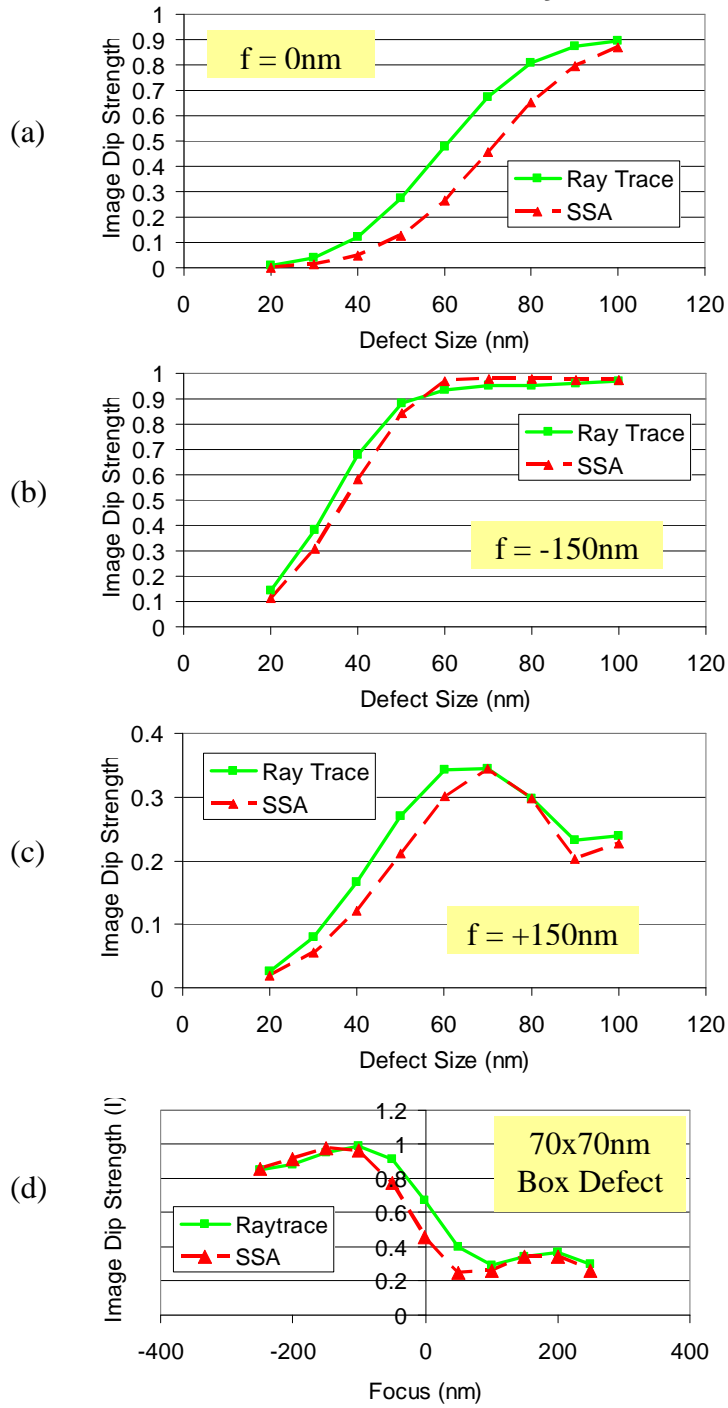 (a)
Image Dip Strength
1
0.9
0.8
0.7
0.6
0.5
0.4
0.3
0.2
0.1
0
f = 0nm
Ray Trace
SSA
0 20 40 60 80 100 120
Defect Size (nm)
(b)
Image Dip Strength
1
0.9
0.8
0.7
0.6
0.5
0.4
0.3
0.2
0.1
0
Ray Trace
SSA
f = -150nm
0 20 40 60 80 100 120
Defect Size (nm)
(c)
Image Dip Strength
0.4
0.3
0.2
0.1
0
Ray Trace
SSA
f = +150nm
0 20 40 60 80 100 120
Defect Size (nm)
(d)
Image Dip Strength (I)
1.2
1
0.8
0.6
0.4
0.2
0
70x70nm
Box Defect
Raytrace
SSA
-400 -200 0 200 400
Focus (nm)